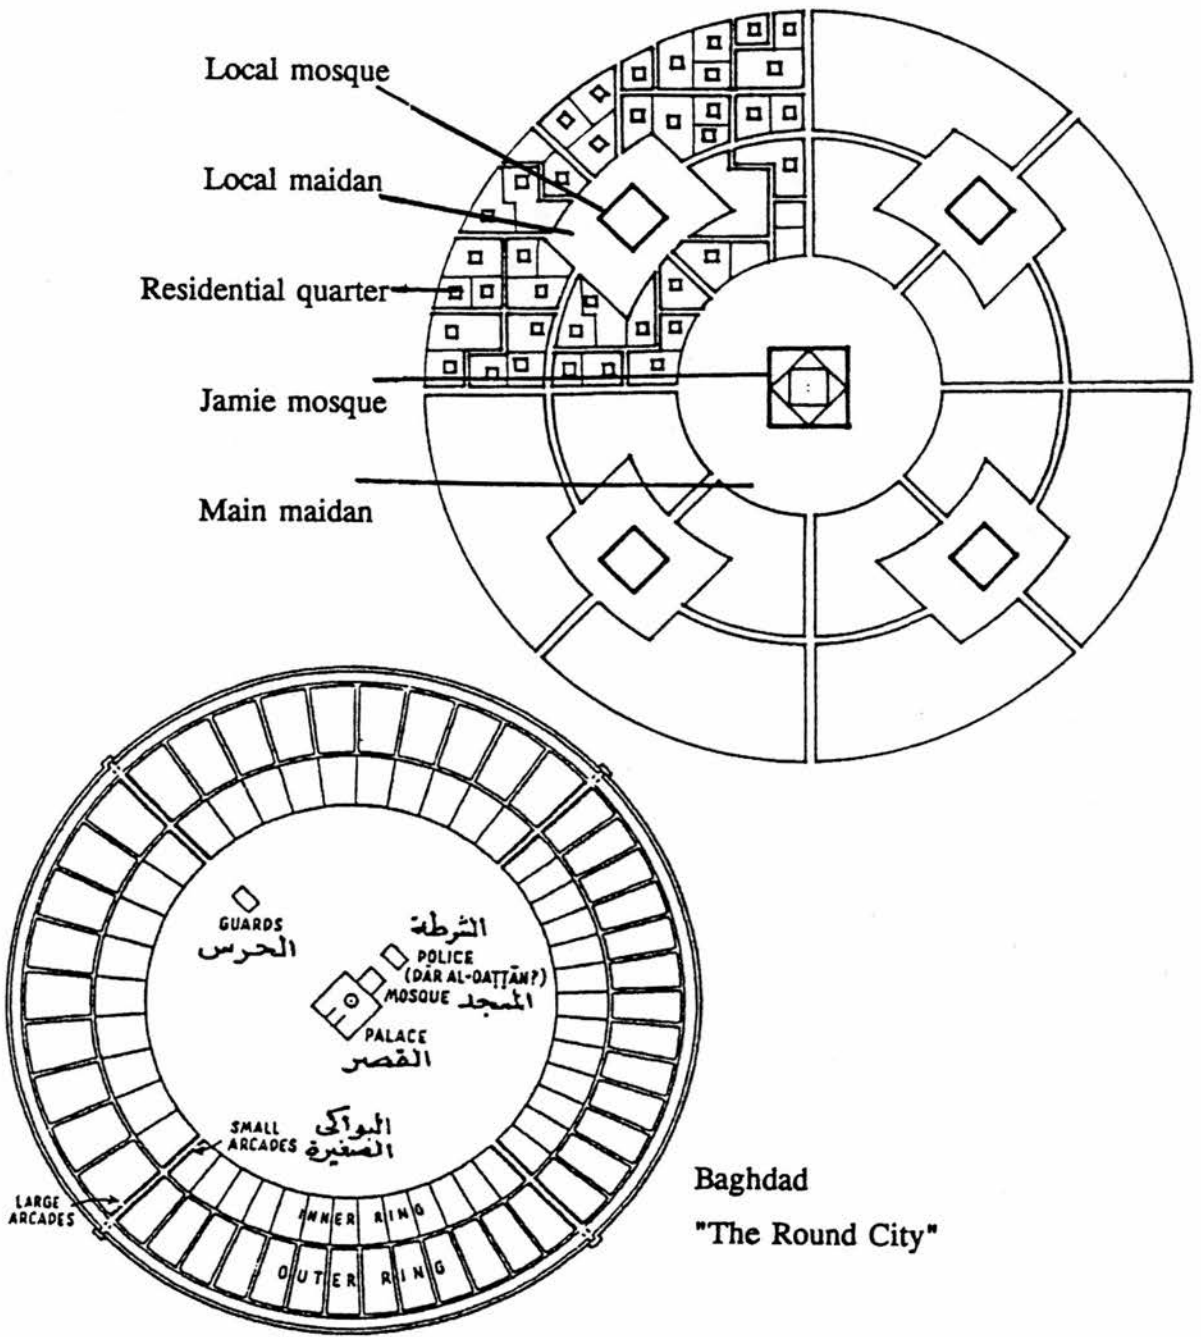 Local mosque
Local maidan
Residential quarter
Jamie mosque
Main maidan
GUARDS
الحرس
الشرطة
POLICE
(DĀR AL-QAṬṬĀN?)
MOSQUE المسجد
PALACE
القصر
SMALL
ARCADES
البواكي
الصغيرة
LARGE
ARCADES
INNER RING
OUTER RING
Baghdad
"The Round City"